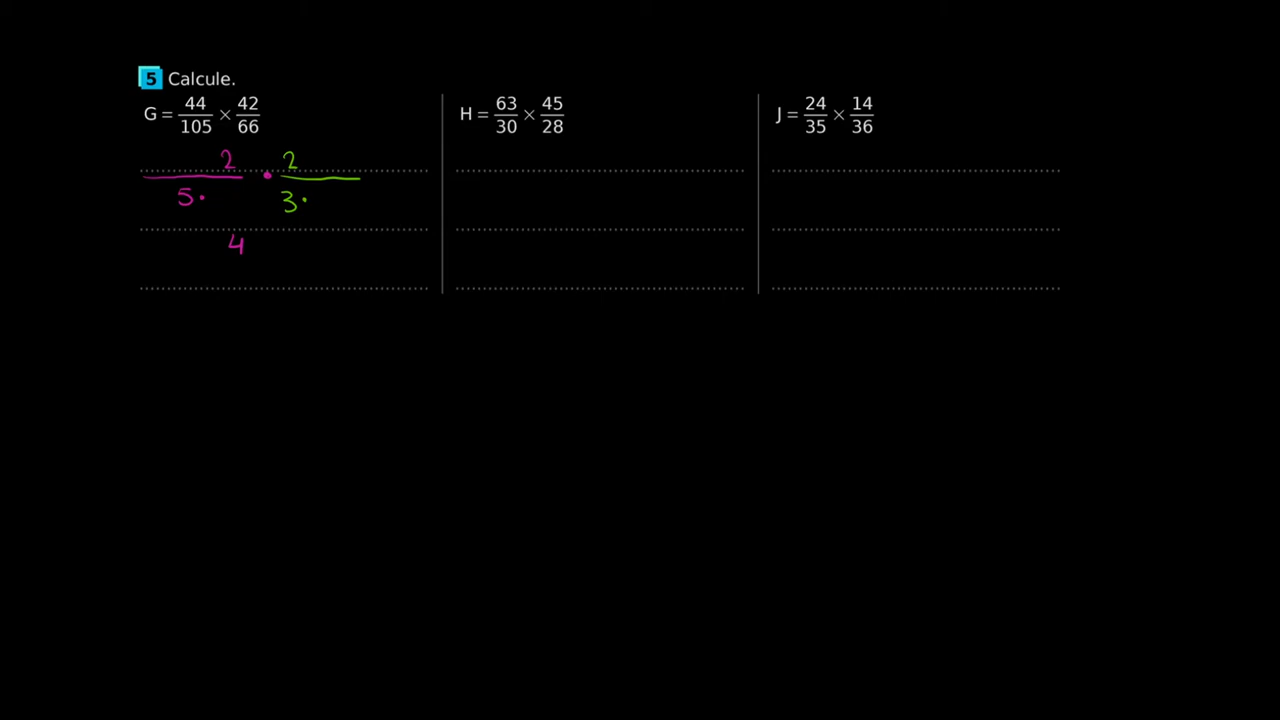 5 Calcule.
G = 44/105 × 42/66
H = 63/30 × 45/28
J = 24/35 × 14/36
2 • 2
5 • 3 •
4